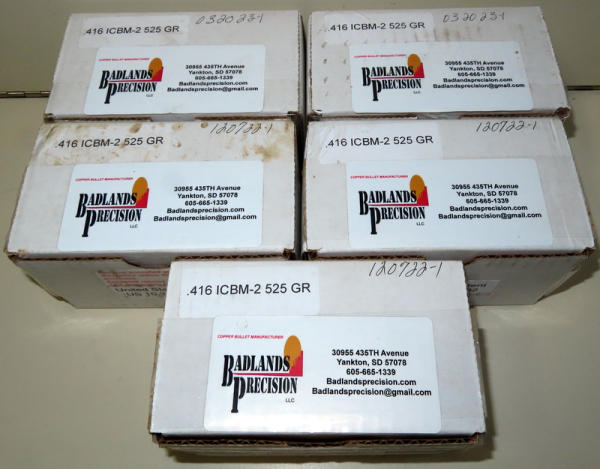 .416 ICBM-2 525 GR
032023-1
COPPER BULLET MANUFACTURER
BADLANDS
PRECISION
LLC
30955 435TH Avenue
Yankton, SD 57078
605-665-1339
Badlandsprecision.com
Badlandsprecision@gmail.com
.416 ICBM-2 525 GR
032023-1
COPPER BULLET MANUFACTURER
BADLANDS
PRECISION
LLC
30955 435TH Avenue
Yankton, SD 57078
605-665-1339
Badlandsprecision.com
Badlandsprecision@gmail.com
.416 ICBM-2 525 GR
120722-1
COPPER BULLET MANUFACTURER
BADLANDS
PRECISION
LLC
30955 435TH Avenue
Yankton, SD 57078
605-665-1339
Badlandsprecision.com
Badlandsprecision@gmail.com
.416 ICBM-2 525 GR
120722-1
COPPER BULLET MANUFACTURER
BADLANDS
PRECISION
LLC
30955 435TH Avenue
Yankton, SD 57078
605-665-1339
Badlandsprecision.com
Badlandsprecision@gmail.com
United
.416 ICBM-2 525 GR
120722-1
COPPER BULLET MANUFACTURER
BADLANDS
PRECISION
LLC
30955 435TH Avenue
Yankton, SD 57078
605-665-1339
Badlandsprecision.com
Badlandsprecision@gmail.com